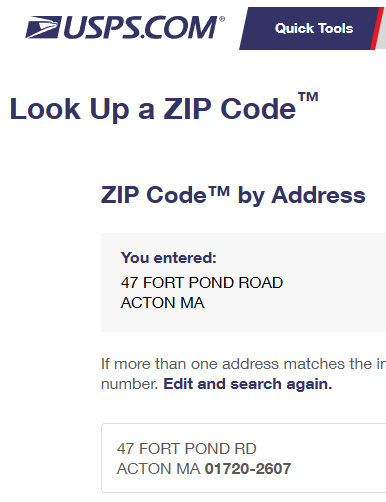 USPS.COM®
Quick Tools
Look Up a ZIP Code™
ZIP Code™ by Address
You entered:
47 FORT POND ROAD
ACTON MA
If more than one address matches the
number. Edit and search again.
47 FORT POND RD
ACTON MA 01720-2607